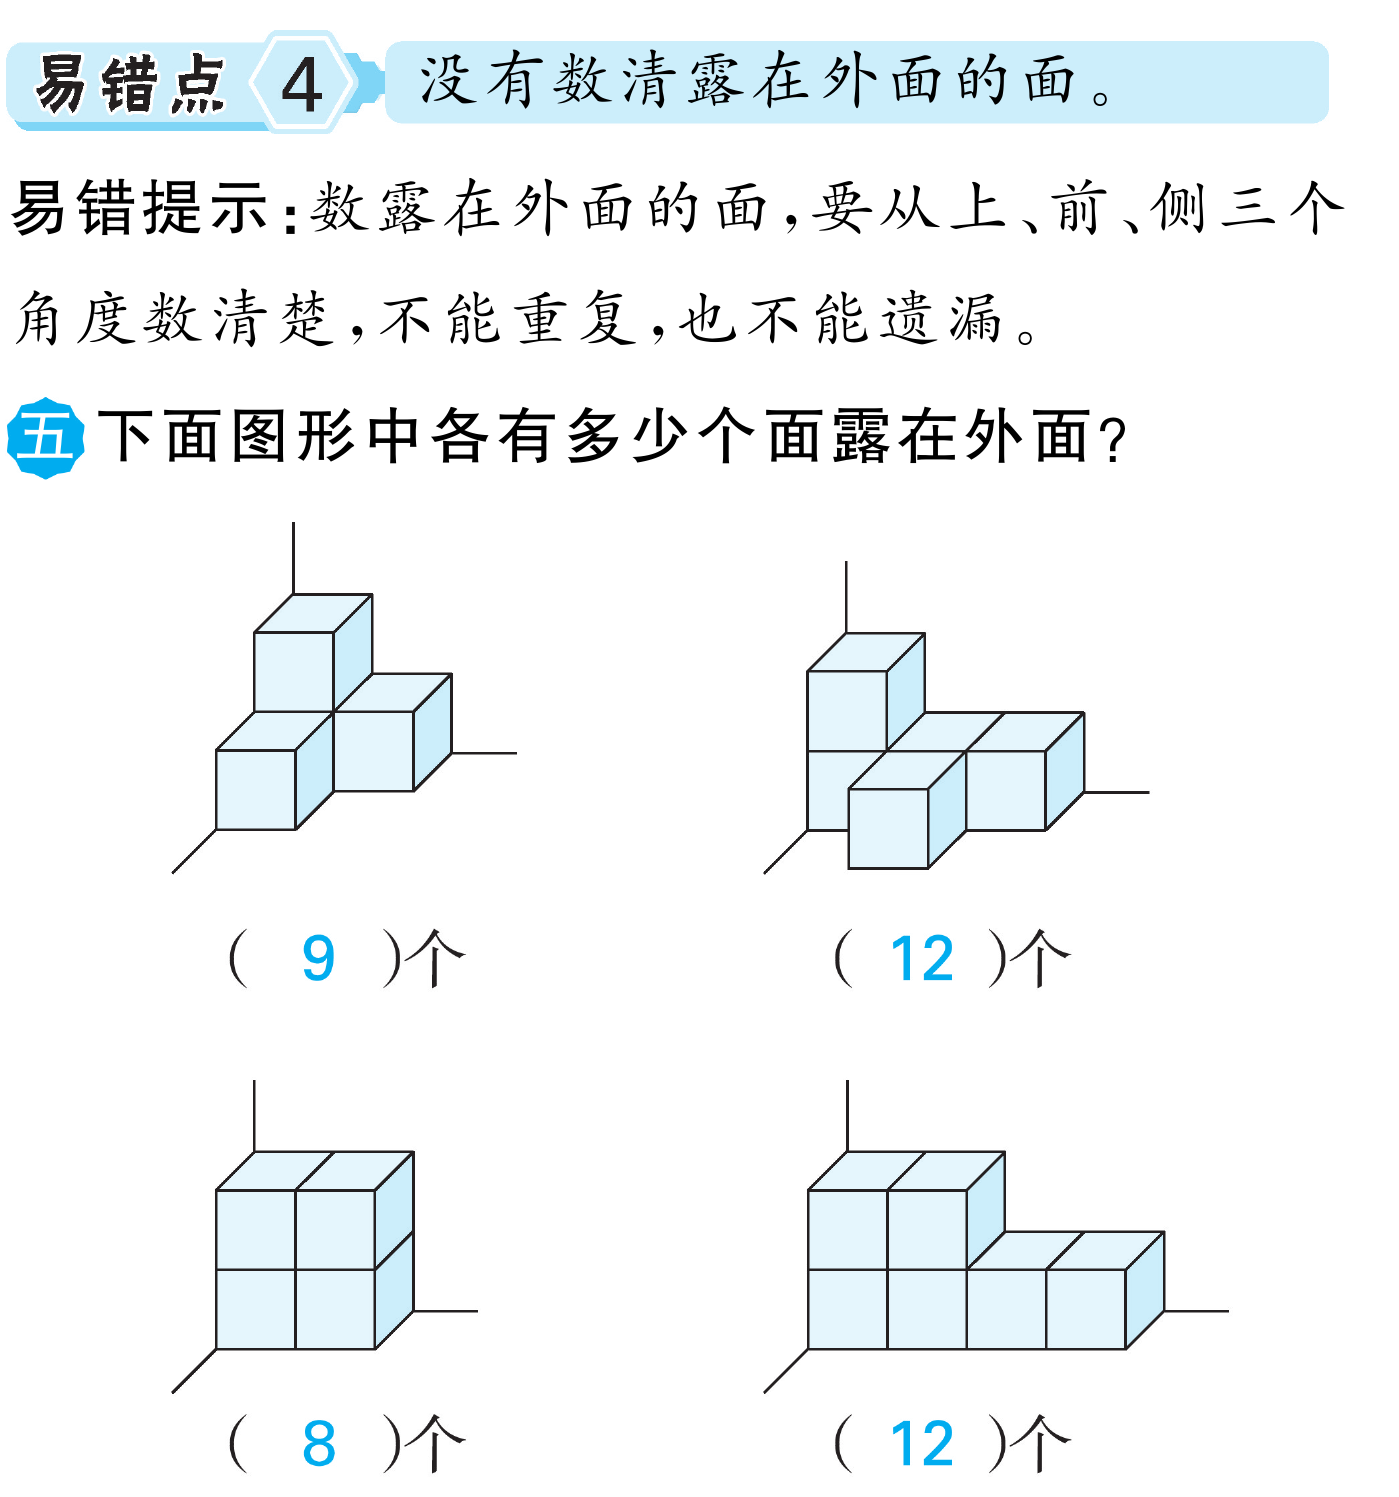 易错点 4 没有数清露在外面的面。
易错提示:数露在外面的面,要从上、前、侧三个
角度数清楚,不能重复,也不能遗漏。
五 下面图形中各有多少个面露在外面?
( 9 )个 ( 12 )个
( 8 )个 ( 12 )个